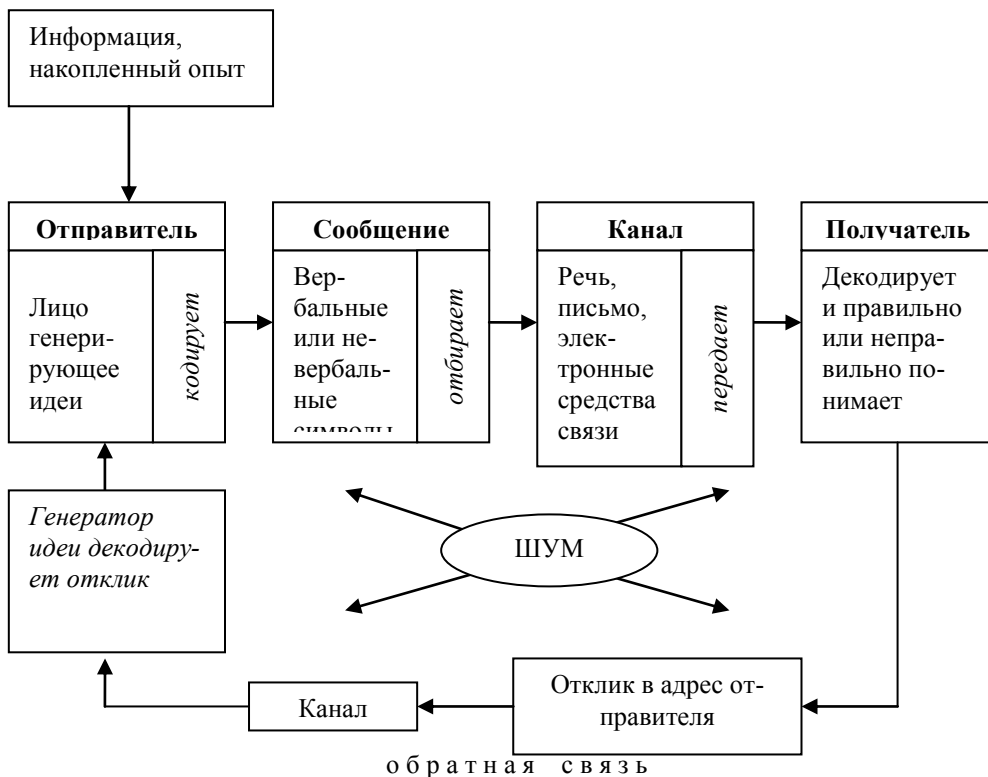 Информация,
накопленный опыт
Отправитель
Лицо
генери-
рующее
идеи
кодирует
Сообщение
Вер-
бальные
или не-
вербаль-
ные
символы
отбирает
Канал
Речь,
письмо,
элек-
тронные
средства
связи
передает
Получатель
Декодирует
и правильно
или непра-
вильно по-
нимает
Генератор
идеи декодиру-
ет отклик
ШУМ
Канал
Отклик в адрес от-
правителя
обратная связь